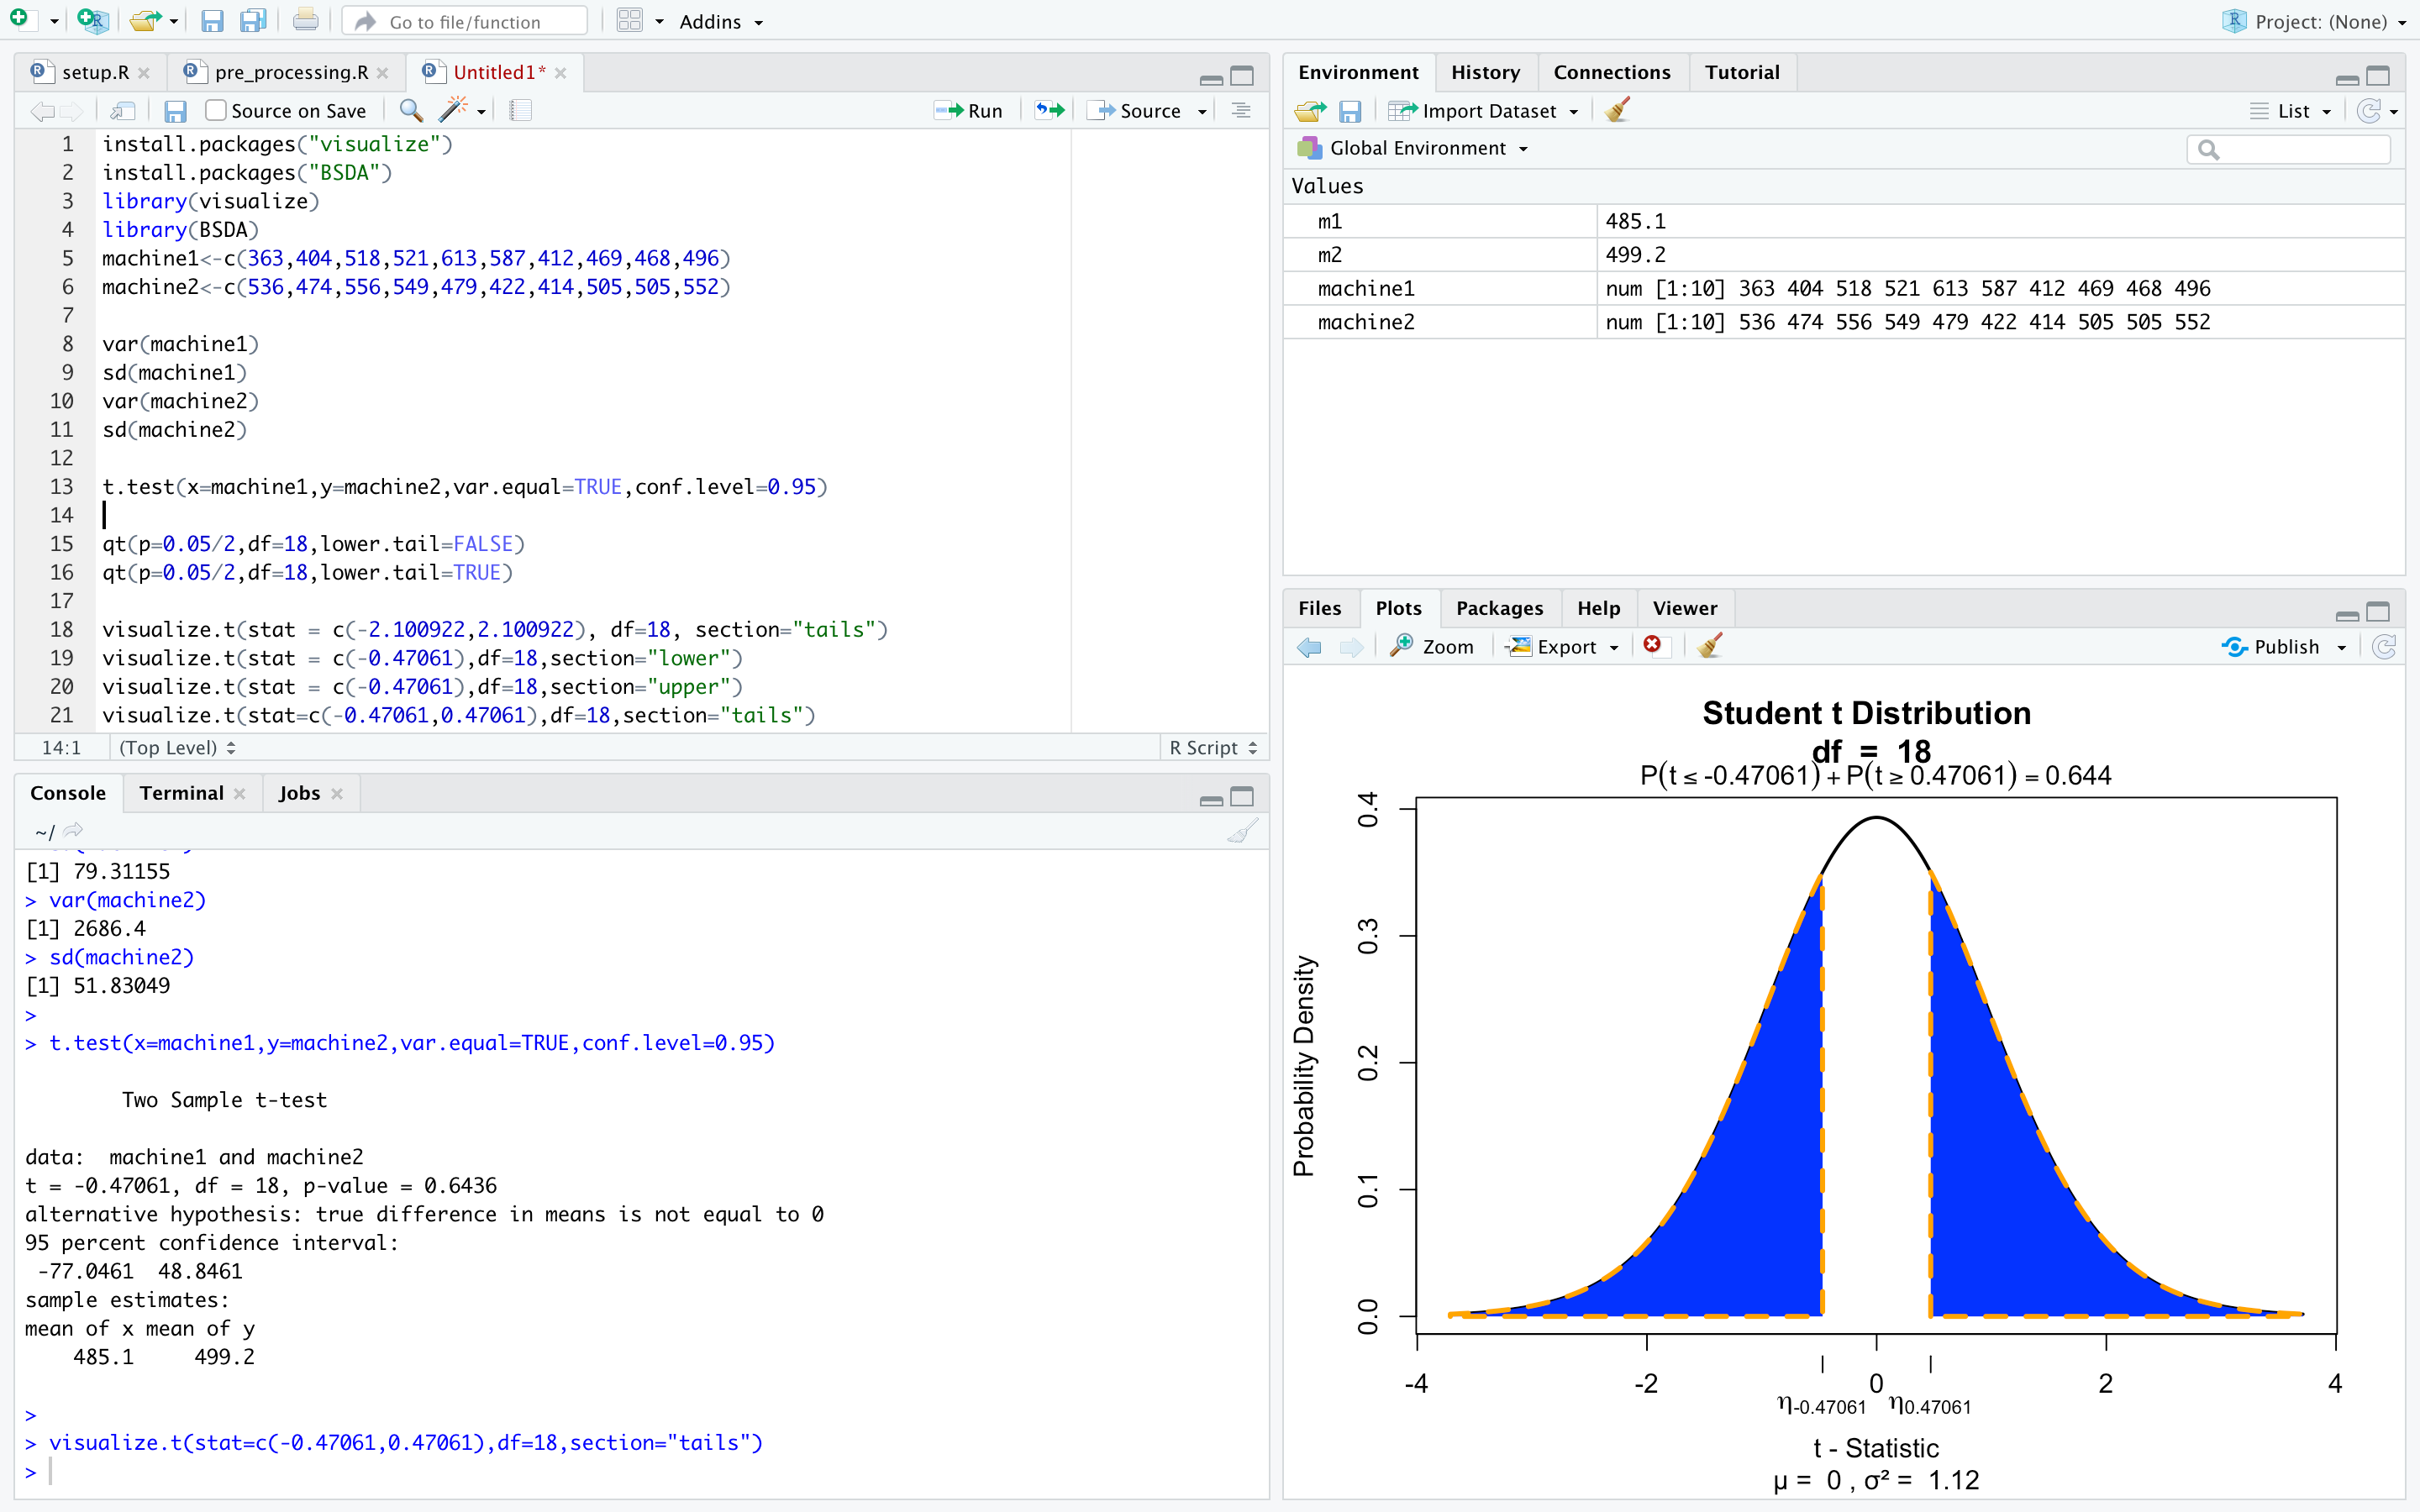 Go to file/function
Addins
Project: (None)
setup.R
pre_processing.R
Untitled1*
Source on Save
Run
Source
1 install.packages("visualize")
2 install.packages("BSDA")
3 library(visualize)
4 library(BSDA)
5 machine1<-c(363,404,518,521,613,587,412,469,468,496)
6 machine2<-c(536,474,556,549,479,422,414,505,505,552)
7
8 var(machine1)
9 sd(machine1)
10 var(machine2)
11 sd(machine2)
12
13 t.test(x=machine1,y=machine2,var.equal=TRUE,conf.level=0.95)
14
15 qt(p=0.05/2,df=18,lower.tail=FALSE)
16 qt(p=0.05/2,df=18,lower.tail=TRUE)
17
18 visualize.t(stat = c(-2.100922,2.100922), df=18, section="tails")
19 visualize.t(stat = c(-0.47061),df=18,section="lower")
20 visualize.t(stat = c(-0.47061),df=18,section="upper")
21 visualize.t(stat=c(-0.47061,0.47061),df=18,section="tails")
14:1 (Top Level) R Script
Console Terminal Jobs
~/
[1] 79.31155
> var(machine2)
[1] 2686.4
> sd(machine2)
[1] 51.83049
>
> t.test(x=machine1,y=machine2,var.equal=TRUE,conf.level=0.95)
Two Sample t-test
data:  machine1 and machine2
t = -0.47061, df = 18, p-value = 0.6436
alternative hypothesis: true difference in means is not equal to 0
95 percent confidence interval:
-77.0461  48.8461
sample estimates:
mean of x mean of y
485.1     499.2
>
> visualize.t(stat=c(-0.47061,0.47061),df=18,section="tails")
>
Environment History Connections Tutorial
Import Dataset
List
Global Environment
Values
m1 485.1
m2 499.2
machine1 num [1:10] 363 404 518 521 613 587 412 469 468 496
machine2 num [1:10] 536 474 556 549 479 422 414 505 505 552
Files Plots Packages Help Viewer
Zoom Export Publish
Student t Distribution
df = 18
P(t ≤ -0.47061) + P(t ≥ 0.47061) = 0.644
Probability Density
0.4
0.3
0.2
0.1
0.0
-4 -2 0 2 4
η-0.47061 η0.47061
t - Statistic
μ = 0 , σ² = 1.12